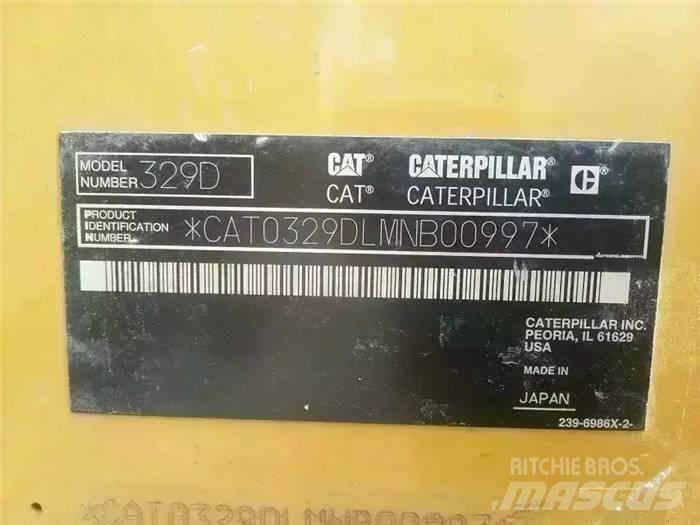 MODEL NUMBER 329D
CAT® CATERPILLAR®
CAT® CATERPILLAR®
PRODUCT IDENTIFICATION NUMBER *CAT0329DLMNB00997*
CATERPILLAR INC.
PEORIA, IL 61629
USA
MADE IN
JAPAN
239-6986X-2-
RITCHIE BROS.
MASCUS